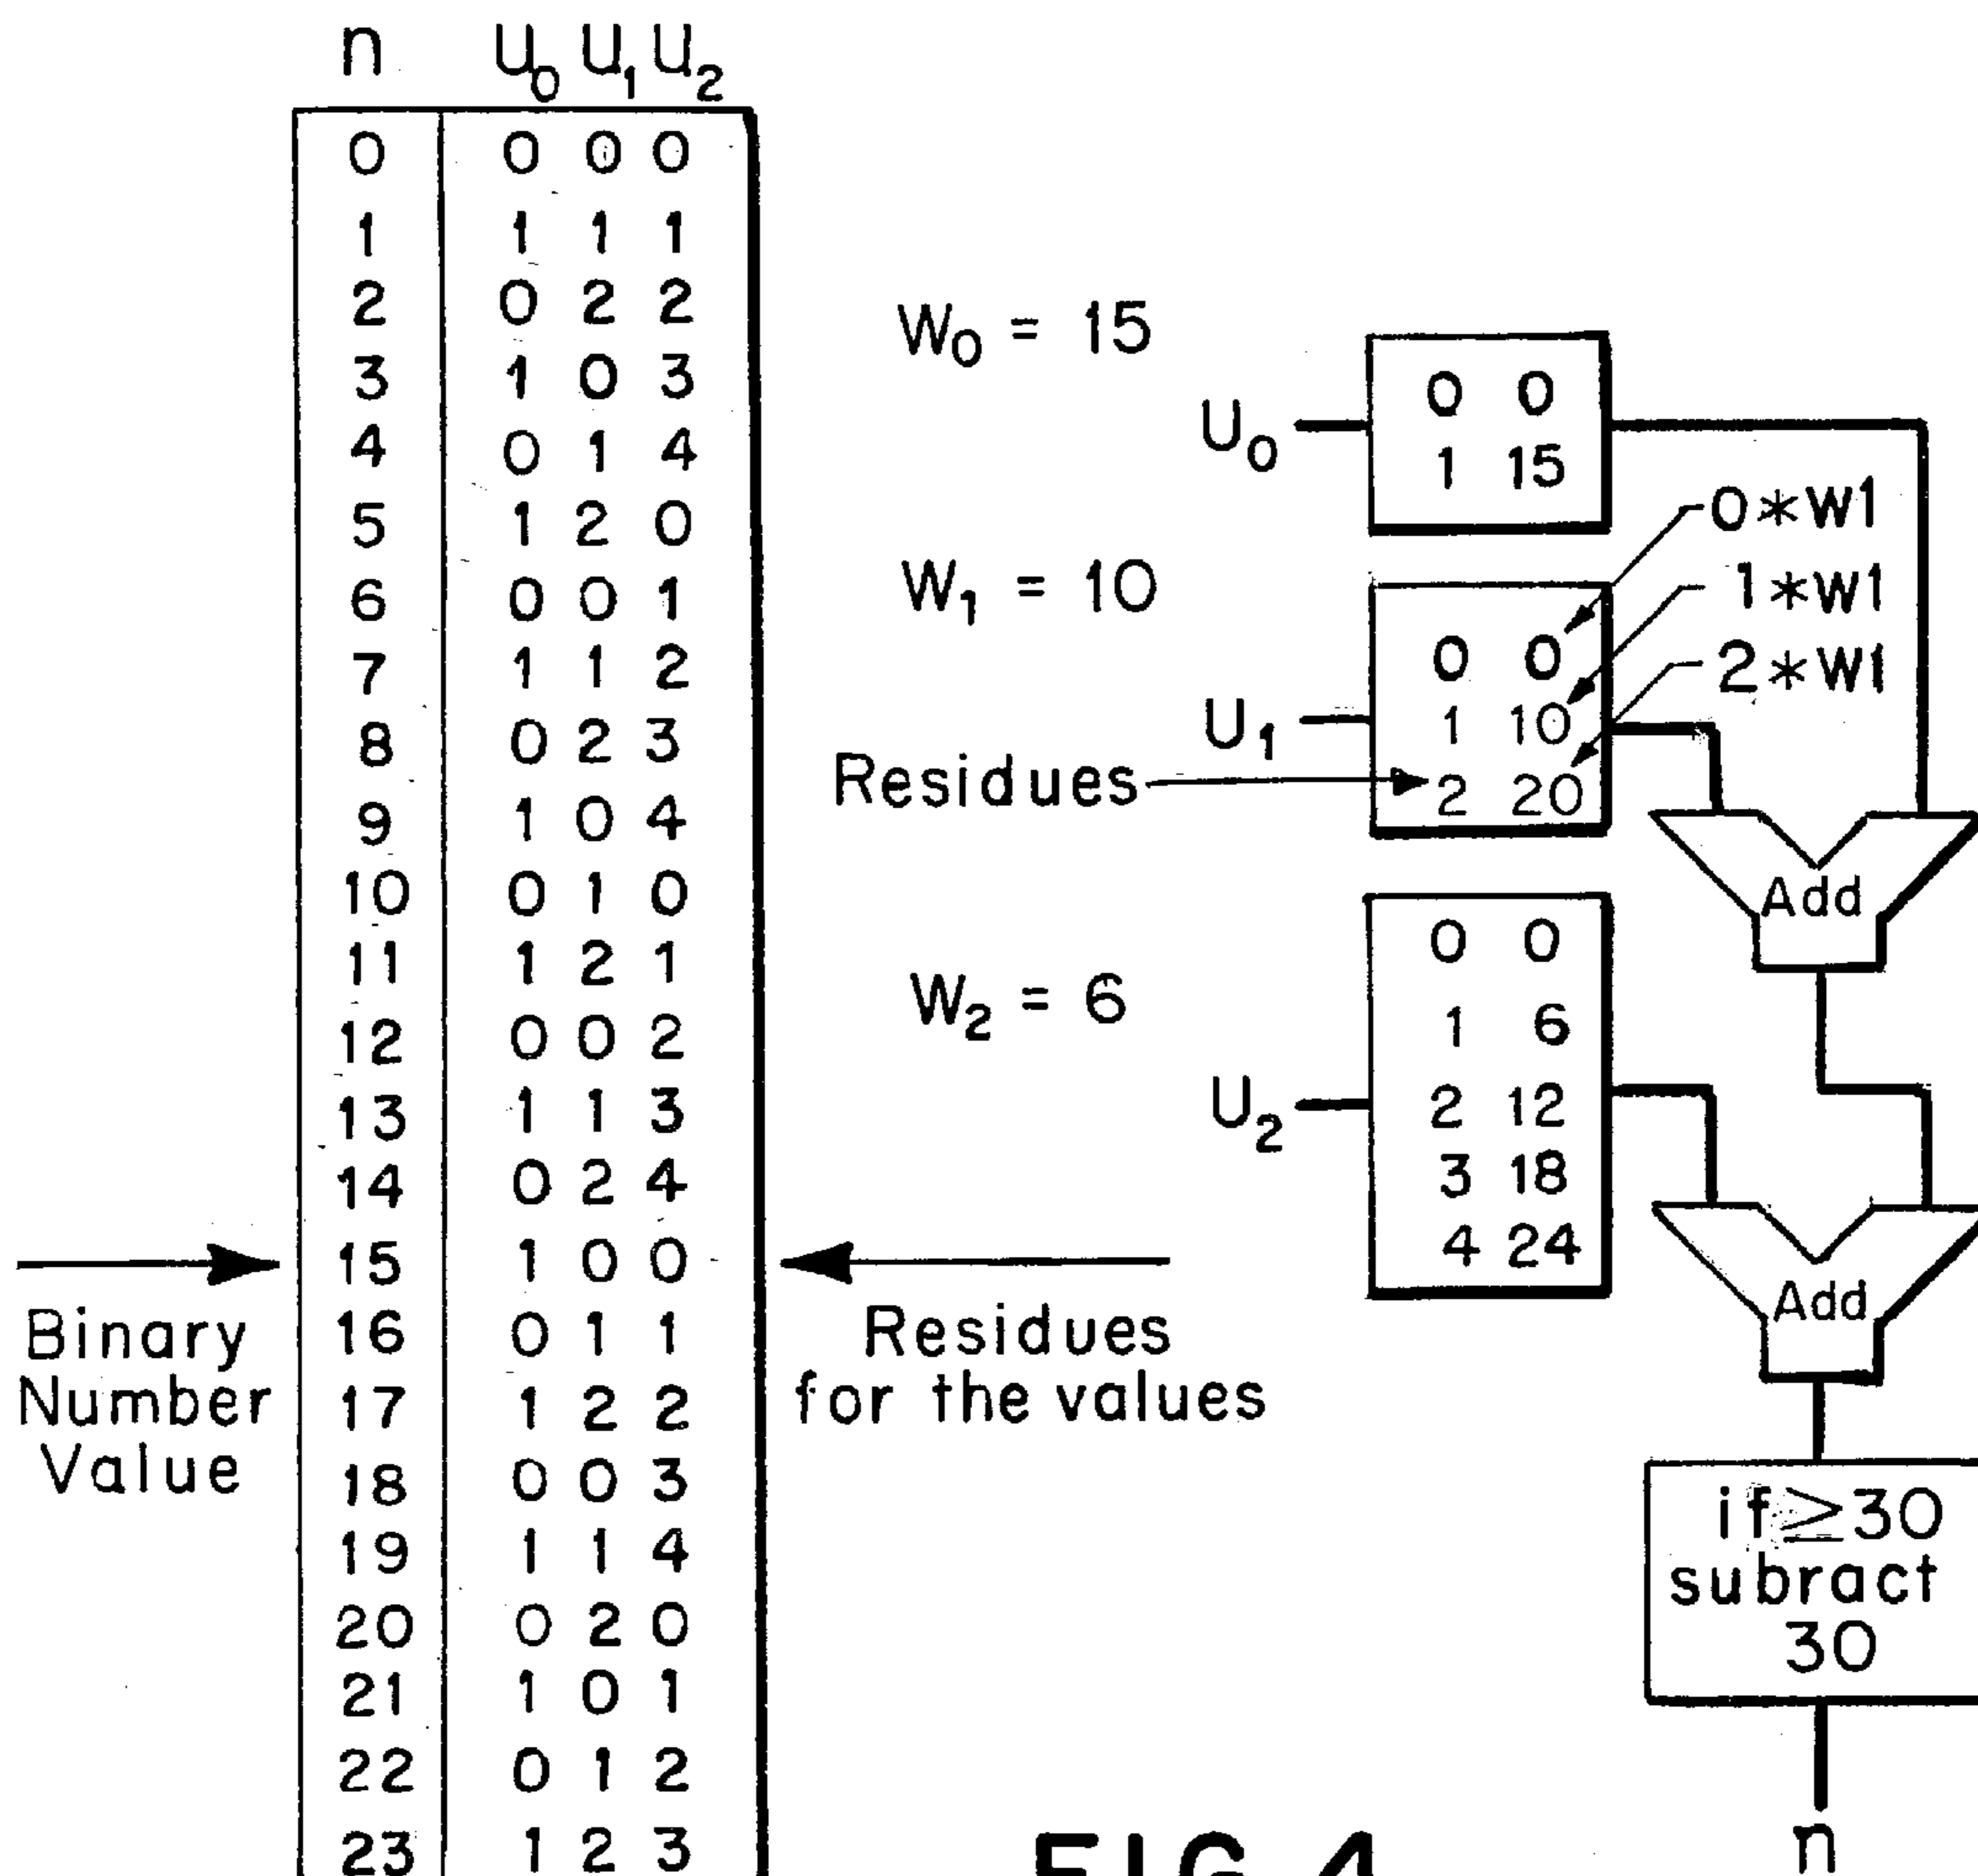 n U0 U1 U2
0 0 0 0
1 1 1 1
2 0 2 2
3 1 0 3
4 0 1 4
5 1 2 0
6 0 0 1
7 1 1 2
8 0 2 3
9 1 0 4
10 0 1 0
11 1 2 1
12 0 0 2
13 1 1 3
14 0 2 4
15 1 0 0
16 0 1 1
17 1 2 2
18 0 0 3
19 1 1 4
20 0 2 0
21 1 0 1
22 0 1 2
23 1 2 3
Binary
Number
Value
Residues
for the values
W0 = 15
U0
0 0
1 15
W1 = 10
U1
Residues
0 0
1 10
2 20
0*W1
1*W1
2*W1
Add
W2 = 6
U2
0 0
1 6
2 12
3 18
4 24
Add
if ≥30
subract
30
n
FIG 4